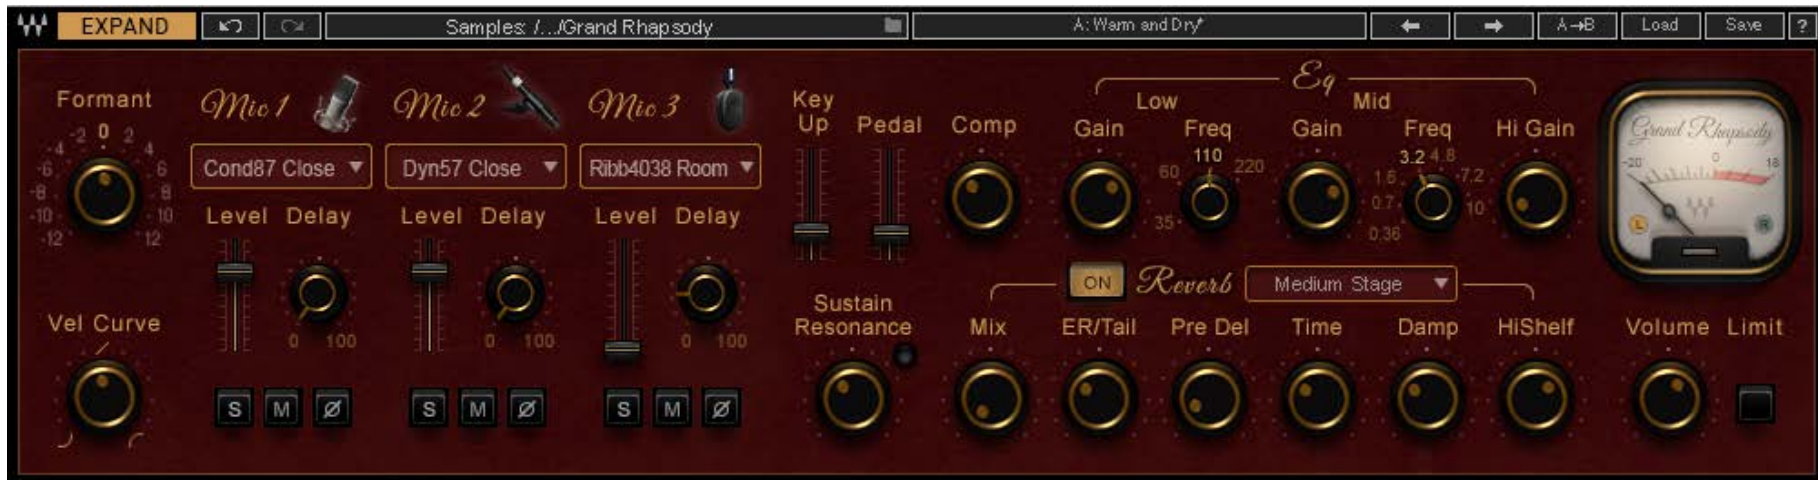 EXPAND
Samples: /.../Grand Rhapsody
A: Warm and Dry*
A→B
Load
Save
?
Formant
-2 0 2
-4 4
-6 6
-8 8
-10 10
-12 12
Vel Curve
Mic 1
Cond87 Close
Level Delay
0 100
S M Ø
Mic 2
Dyn57 Close
Level Delay
0 100
S M Ø
Mic 3
Ribb4038 Room
Level Delay
0 100
S M Ø
Key
Up
Pedal
Comp
Eq
Low
Gain
Freq
110
60 220
35
Mid
Gain
Freq
3.2 4.8
1.6 7.2
0.7 10
0.36
Hi Gain
Grand Rhapsody
-20 0 18
L R
Sustain
Resonance
ON
Reverb
Medium Stage
Mix
ER/Tail
Pre Del
Time
Damp
HiShelf
Volume
Limit